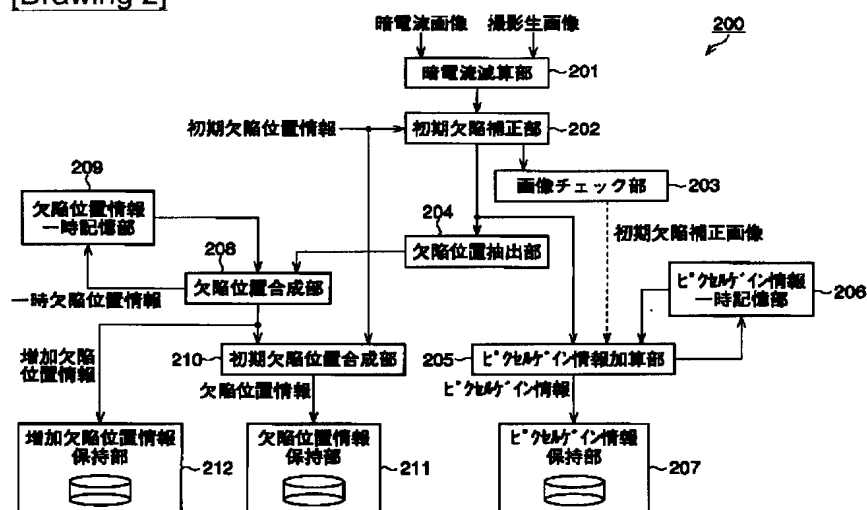 [Drawing 2]
暗電流画像 撮影生画像
200
暗電流減算部
201
初期欠陥位置情報
初期欠陥補正部
202
画像チェック部
203
209
欠陥位置情報
一時記憶部
204
欠陥位置抽出部
初期欠陥補正画像
208
欠陥位置合成部
一時欠陥位置情報
ピクセルゲイン情報
一時記憶部
206
増加欠陥
位置情報
210
初期欠陥位置合成部
205
ピクセルゲイン情報加算部
欠陥位置情報
ピクセルゲイン情報
増加欠陥位置情報
保持部
212
欠陥位置情報
保持部
211
ピクセルゲイン情報
保持部
207